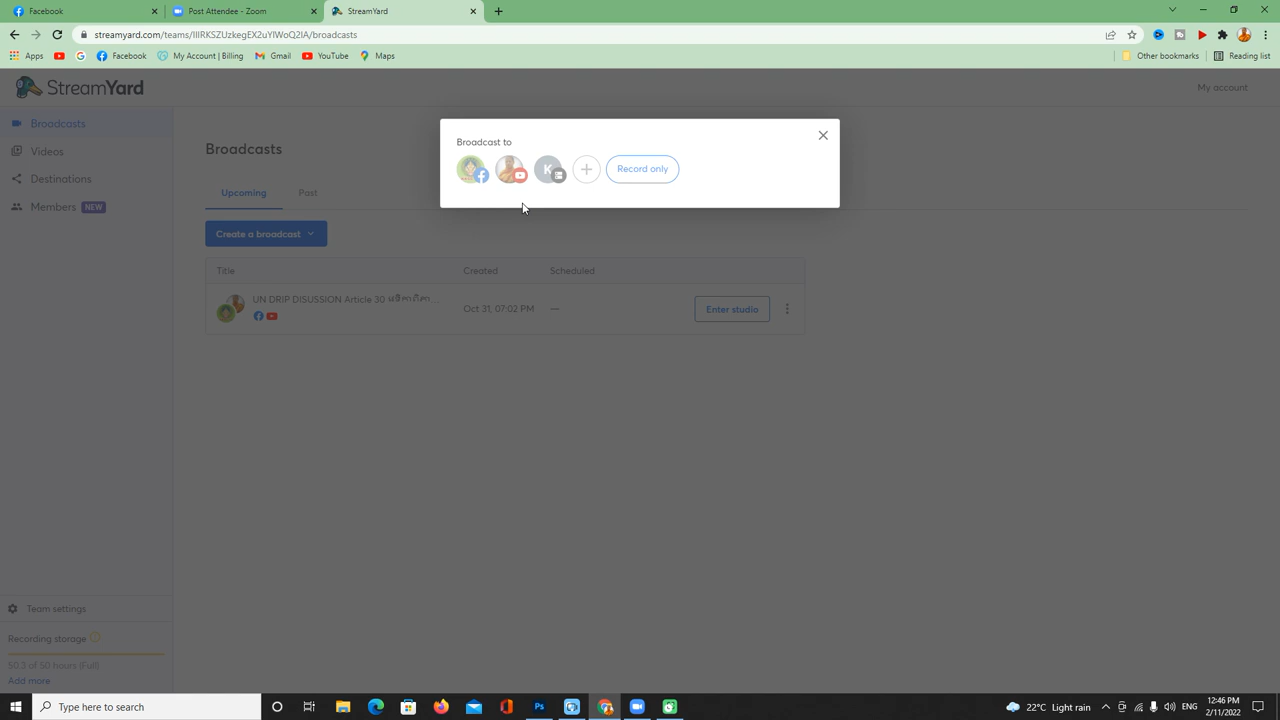 Facebook
Post Attendee - Zoom
StreamYard
streamyard.com/teams/IIlRKSZUzkegEX2uYlWoQ2IA/broadcasts
Apps
Facebook
My Account | Billing
Gmail
YouTube
Maps
Other bookmarks
Reading list
StreamYard
My account
Broadcasts
Videos
Destinations
Members NEW
Broadcasts
Upcoming
Past
Create a broadcast
Broadcast to
K
Record only
Title
Created
Scheduled
UN DRIP DISUSSION Article 30
Oct 31, 07:02 PM
—
Enter studio
Team settings
Recording storage
50.3 of 50 hours (Full)
Add more
Type here to search
Ps
22°C Light rain
ENG
12:46 PM
2/11/2022